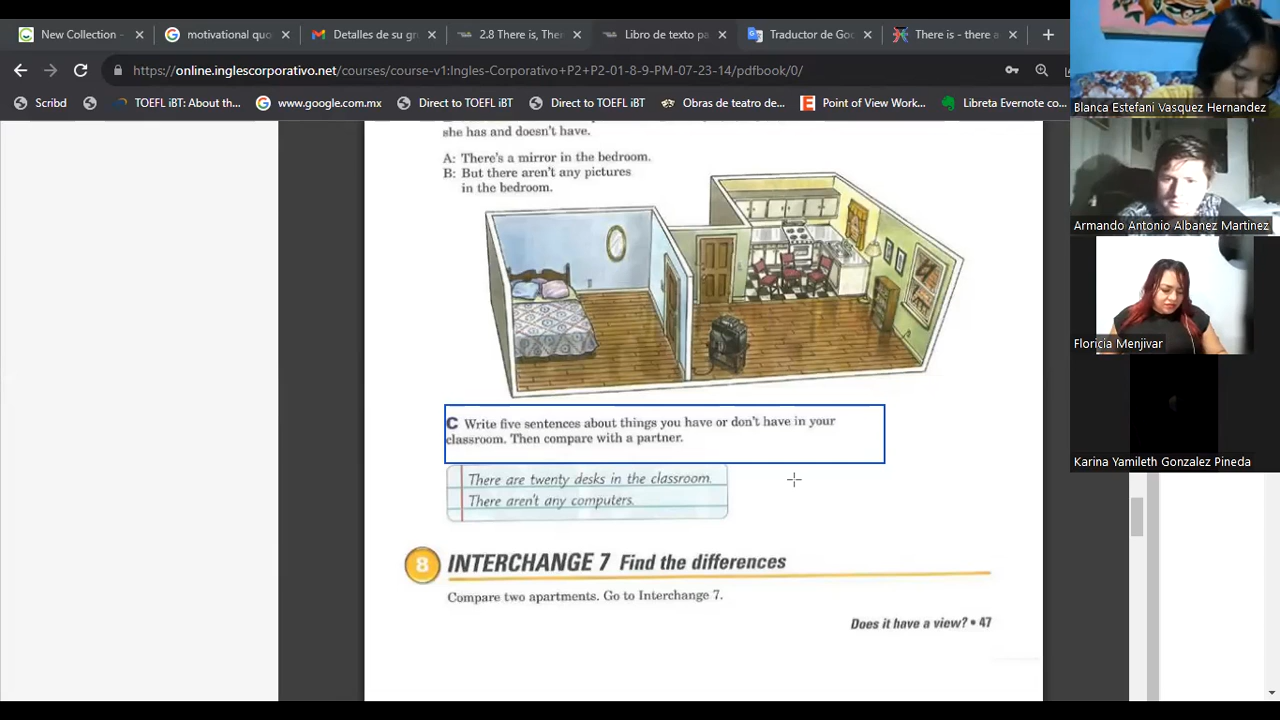 New Collection -
motivational quo
Detalles de su gr
2.8 There is, Ther
Libro de texto pa
Traductor de Goo
There is - there a
https://online.inglescorporativo.net/courses/course-v1:Ingles-Corporativo+P2+P2-01-8-9-PM-07-23-14/pdfbook/0/
Scribd
TOEFL iBT: About th...
www.google.com.mx
Direct to TOEFL iBT
Direct to TOEFL iBT
Obras de teatro de...
Point of View Work...
Libreta Evernote co...
she has and doesn't have.
A: There's a mirror in the bedroom.
B: But there aren't any pictures
in the bedroom.
C Write five sentences about things you have or don't have in your
classroom. Then compare with a partner.
There are twenty desks in the classroom.
There aren't any computers.
8 INTERCHANGE 7 Find the differences
Compare two apartments. Go to Interchange 7.
Does it have a view? • 47
Blanca Estefani Vasquez Hernandez
Armando Antonio Albanez Martinez
Floricia Menjivar
Karina Yamileth Gonzalez Pineda